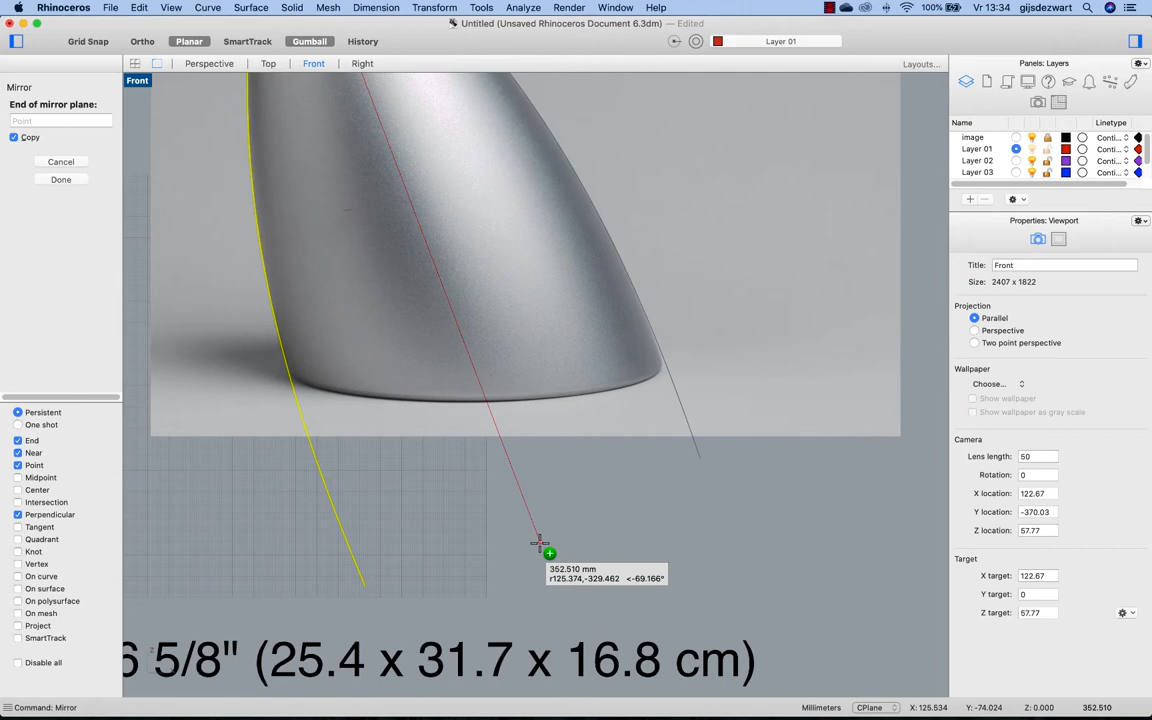 Rhinoceros File Edit View Curve Surface Solid Mesh Dimension Transform Tools Analyze Render Window Help 100% Vr 13:34 gijsdezwart
Untitled (Unsaved Rhinoceros Document 6.3dm) — Edited
Grid Snap Ortho Planar SmartTrack Gumball History Layer 01
Perspective Top Front Right Layouts...
Front
Mirror
End of mirror plane:
Point
Copy
Cancel
Done
Persistent
One shot
End
Near
Point
Midpoint
Center
Intersection
Perpendicular
Tangent
Quadrant
Knot
Vertex
On curve
On surface
On polysurface
On mesh
Project
SmartTrack
Disable all
352.510 mm
r125.374,-329.462 <-69.166°
6 5/8" (25.4 x 31.7 x 16.8 cm)
Panels: Layers
Name Linetype
image Conti...
Layer 01 Conti...
Layer 02 Conti...
Layer 03 Conti...
Properties: Viewport
Title: Front
Size: 2407 x 1822
Projection
Parallel
Perspective
Two point perspective
Wallpaper
Choose...
Show wallpaper
Show wallpaper as gray scale
Camera
Lens length: 50
Rotation: 0
X location: 122.67
Y location: -370.03
Z location: 57.77
Target
X target: 122.67
Y target: 0
Z target: 57.77
Command: Mirror Millimeters CPlane X: 125.534 Y: -74.024 Z: 0.000 352.510